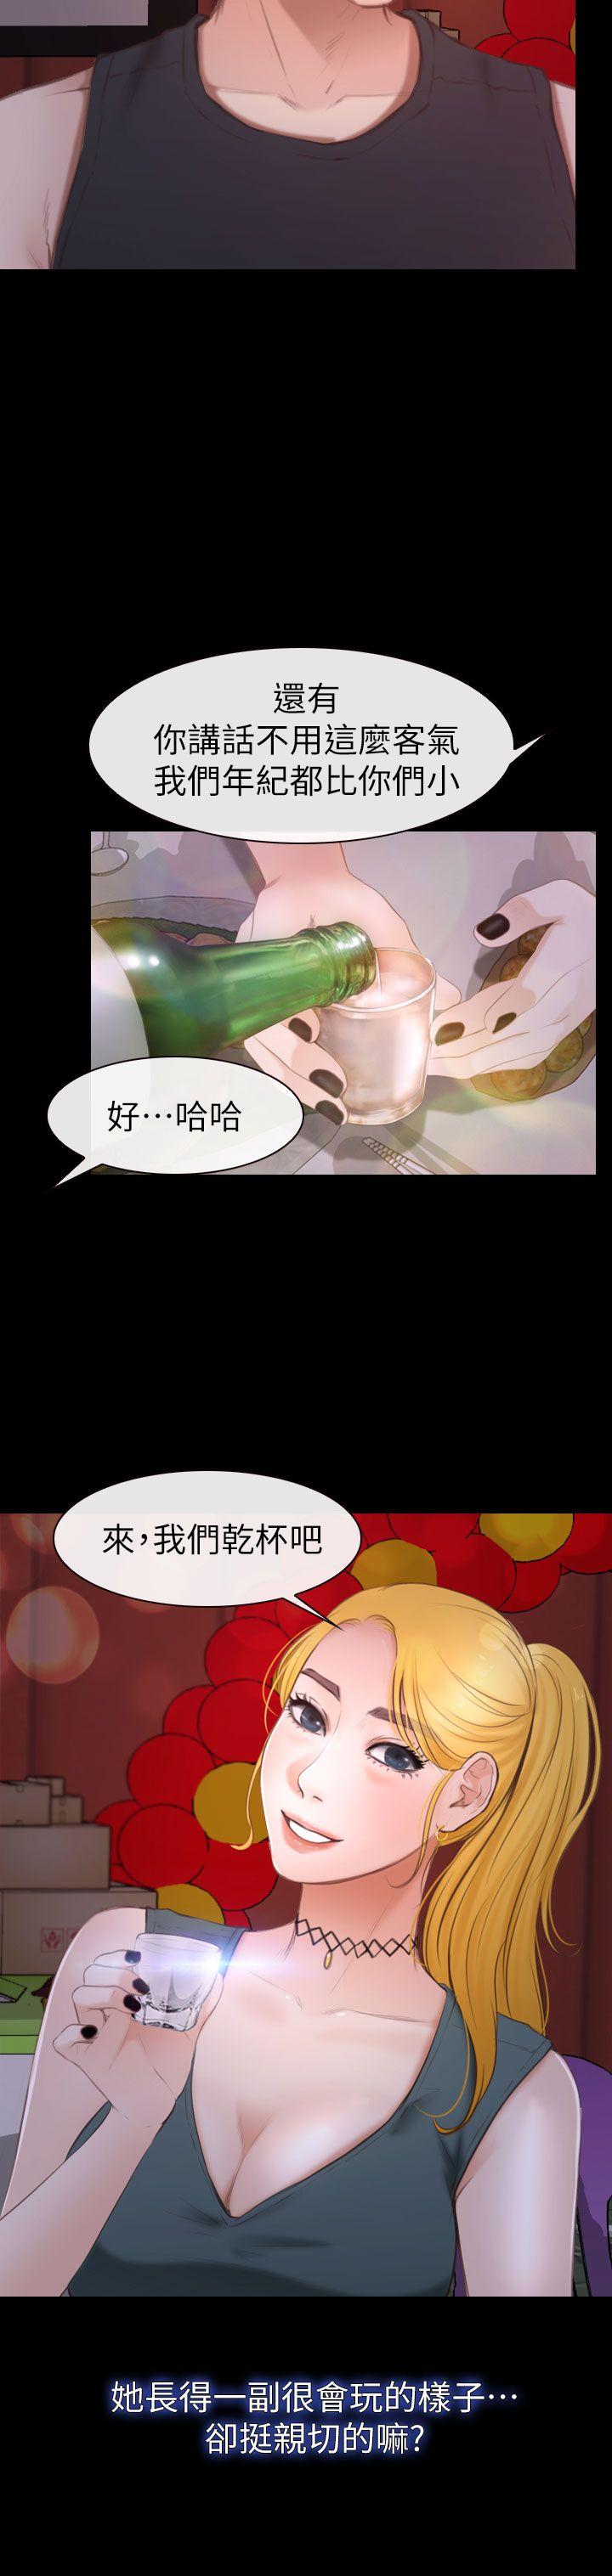 還有
你講話不用這麼客氣
我們年紀都比你們小
好…哈哈
來，我們乾杯吧
她長得一副很會玩的樣子…
卻挺親切的嘛?